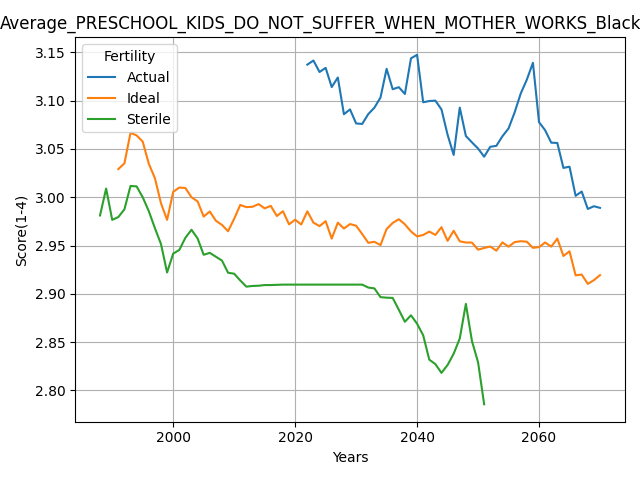 Average_PRESCHOOL_KIDS_DO_NOT_SUFFER_WHEN_MOTHER_WORKS_Black
Fertility
Actual
Ideal
Sterile
Score(1-4)
3.15
3.10
3.05
3.00
2.95
2.90
2.85
2.80
2000 2020 2040 2060
Years